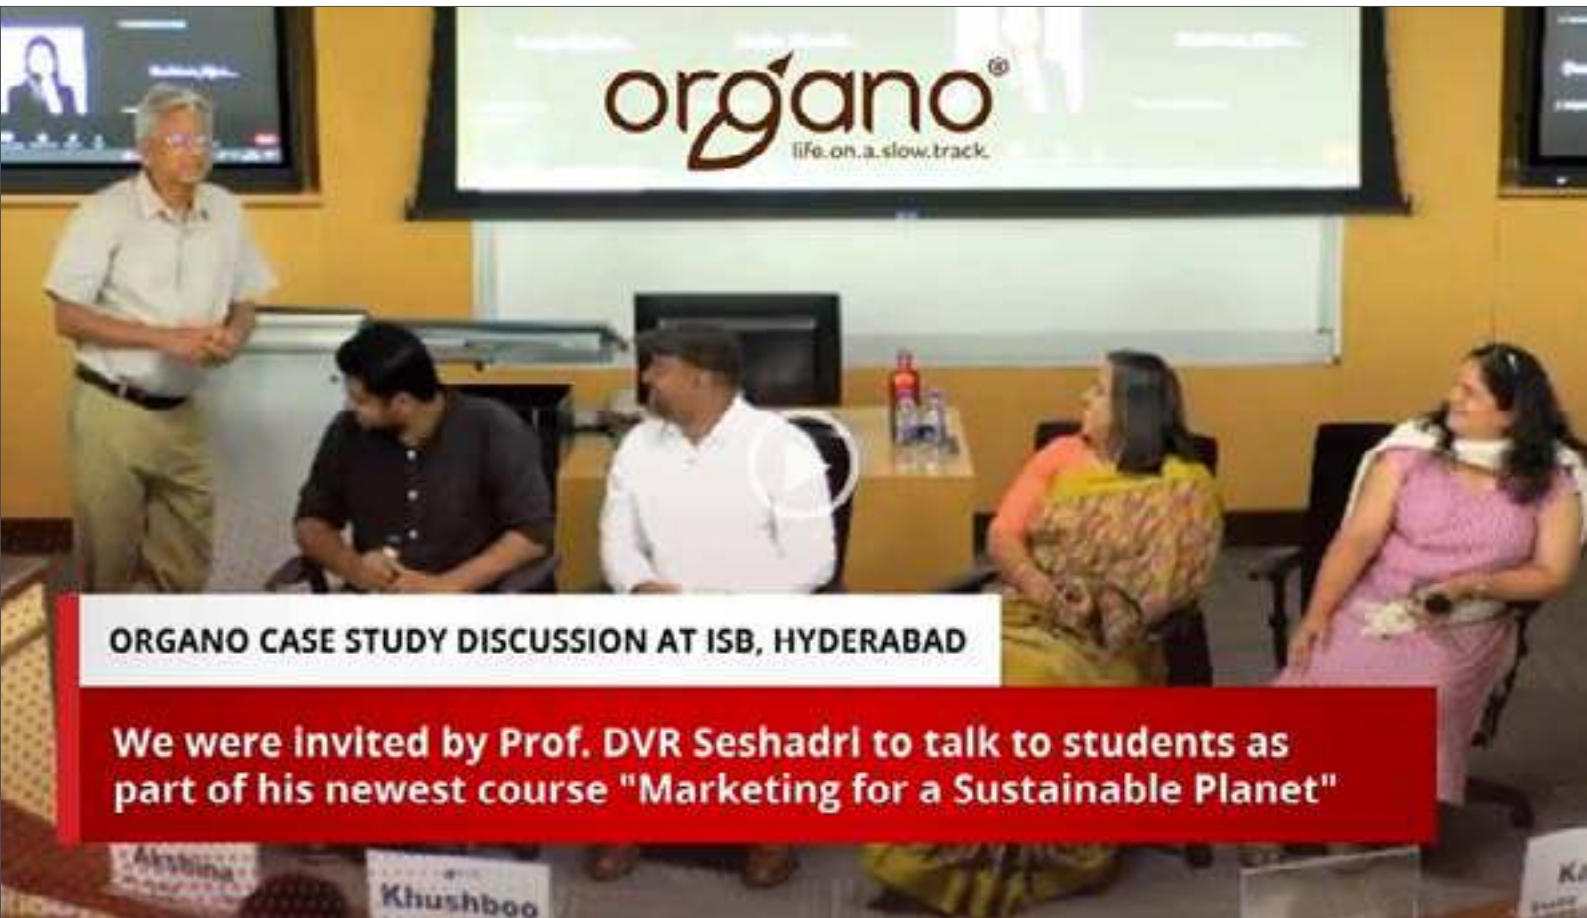 organo®
life.on.a.slow.track.
ORGANO CASE STUDY DISCUSSION AT ISB, HYDERABAD
We were invited by Prof. DVR Seshadri to talk to students as
part of his newest course "Marketing for a Sustainable Planet"
Akshina
Khushboo